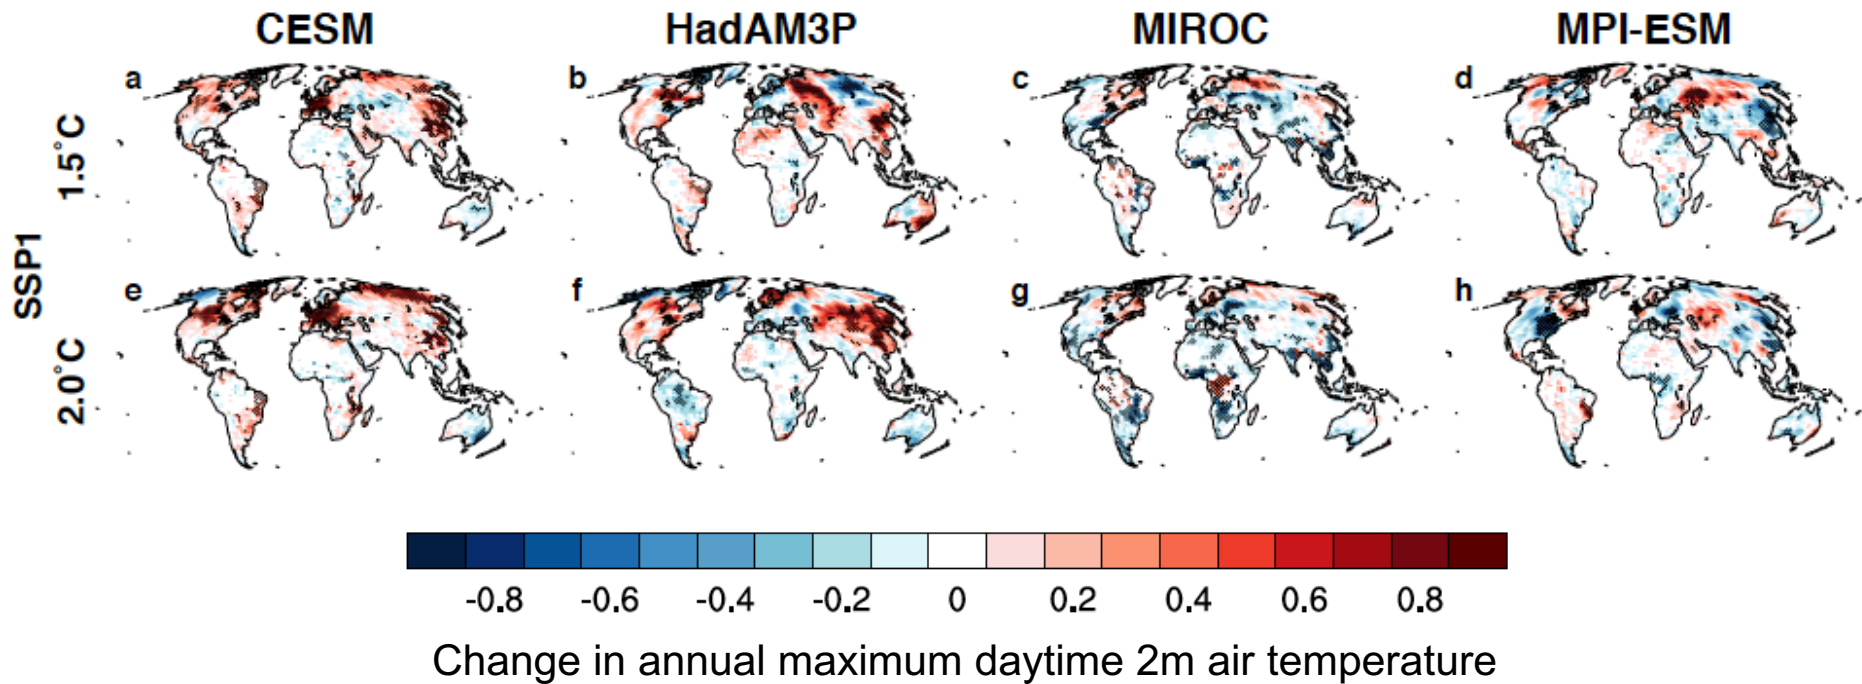 CESM HadAM3P MIROC MPI-ESM
a b c d
1.5°C
SSP1
e f g h
2.0°C
-0.8 -0.6 -0.4 -0.2 0 0.2 0.4 0.6 0.8
Change in annual maximum daytime 2m air temperature